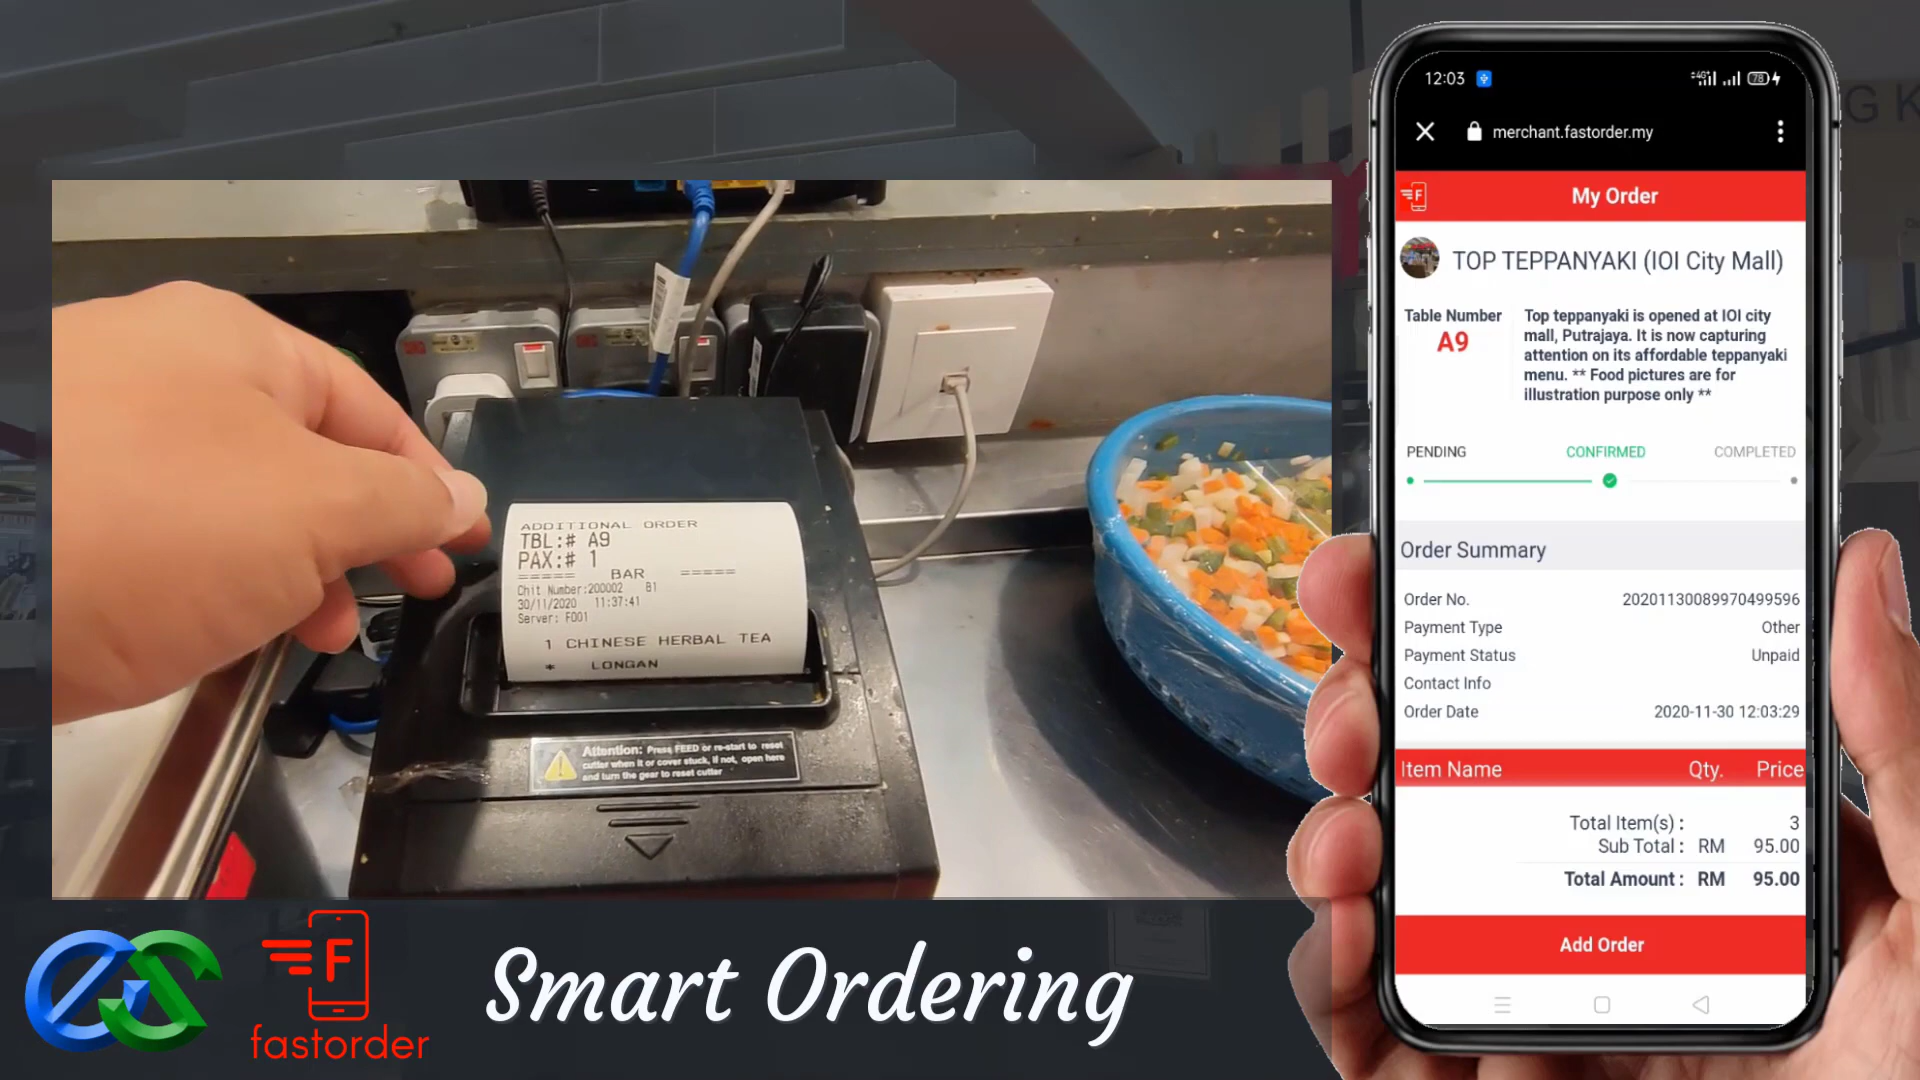 ADDITIONAL ORDER
TBL:# A9
PAX:# 1
===== BAR =====
Chit Number:200002 B1
30/11/2020 11:37:41
Server: F001
1 CHINESE HERBAL TEA
* LONGAN
Attention: Press FEED or re-start to reset
cutter when it or cover stuck, if not, open here
and turn the gear to reset cutter
F
fastorder
Smart Ordering
12:03
4G+
78
merchant.fastorder.my
F
My Order
TOP TEPPANYAKI (IOI City Mall)
Table Number
A9
Top teppanyaki is opened at IOI city
mall, Putrajaya. It is now capturing
attention on its affordable teppanyaki
menu. ** Food pictures are for
illustration purpose only **
PENDING CONFIRMED COMPLETED
Order Summary
Order No. 20201130089970499596
Payment Type Other
Payment Status Unpaid
Contact Info
Order Date 2020-11-30 12:03:29
Item Name Qty. Price
Total Item(s) : 3
Sub Total : RM 95.00
Total Amount : RM 95.00
Add Order
G K